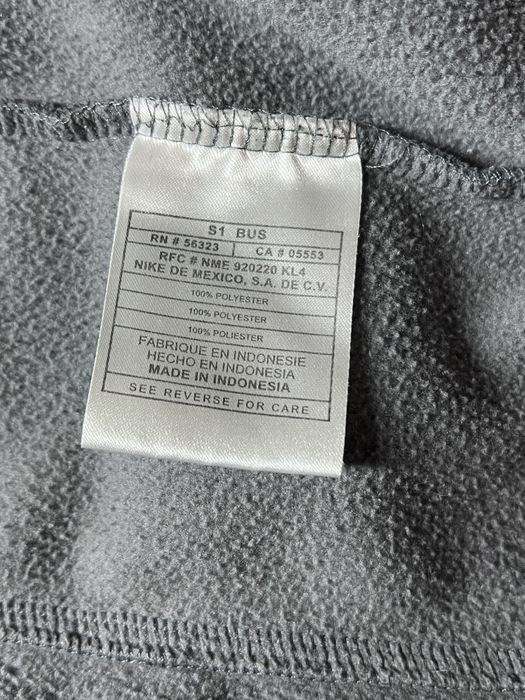 S1 BUS
RN # 56323 CA # 05553
RFC # NME 920220 KL4
NIKE DE MEXICO, S.A. DE C.V.
100% POLYESTER
100% POLYESTER
100% POLIESTER
FABRIQUE EN INDONESIE
HECHO EN INDONESIA
MADE IN INDONESIA
SEE REVERSE FOR CARE